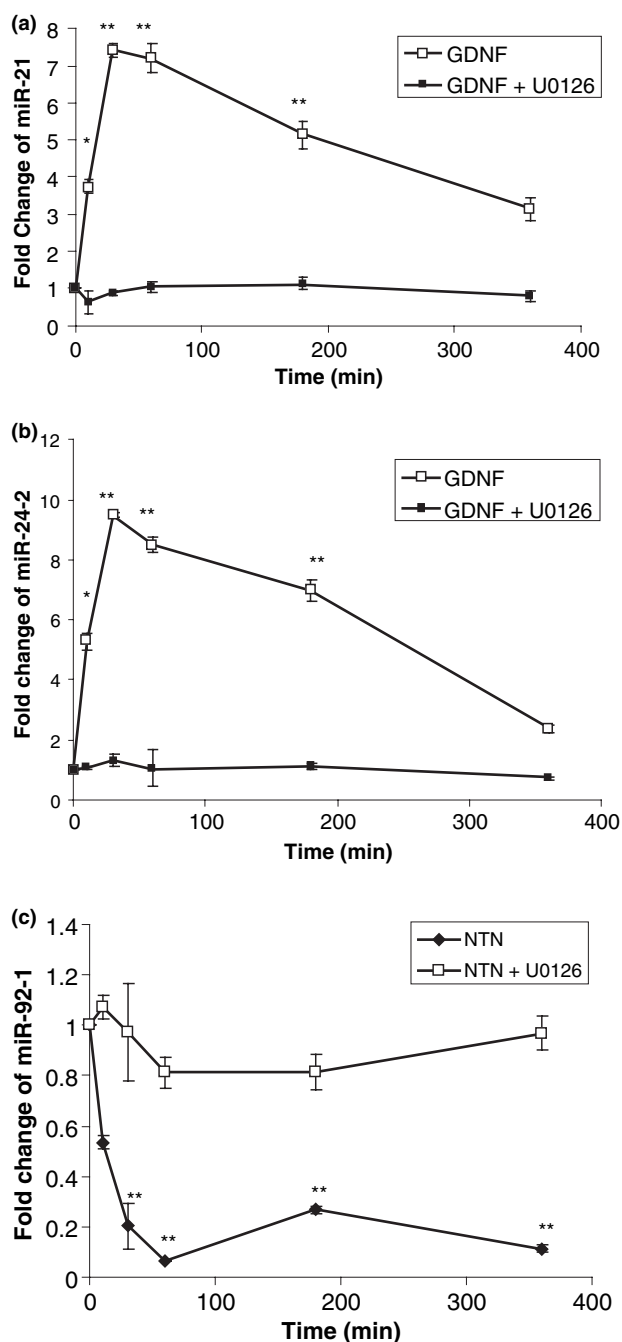 (a)
Fold Change of miR-21
8
7
6
5
4
3
2
1
0
* ** ** **
GDNF
GDNF + U0126
0 100 200 300 400
Time (min)
(b)
Fold change of miR-24-2
12
10
8
6
4
2
0
* ** ** **
GDNF
GDNF + U0126
0 100 200 300 400
Time (min)
(c)
Fold change of miR-92-1
1.4
1.2
1
0.8
0.6
0.4
0.2
0
** ** ** **
NTN
NTN + U0126
0 100 200 300 400
Time (min)